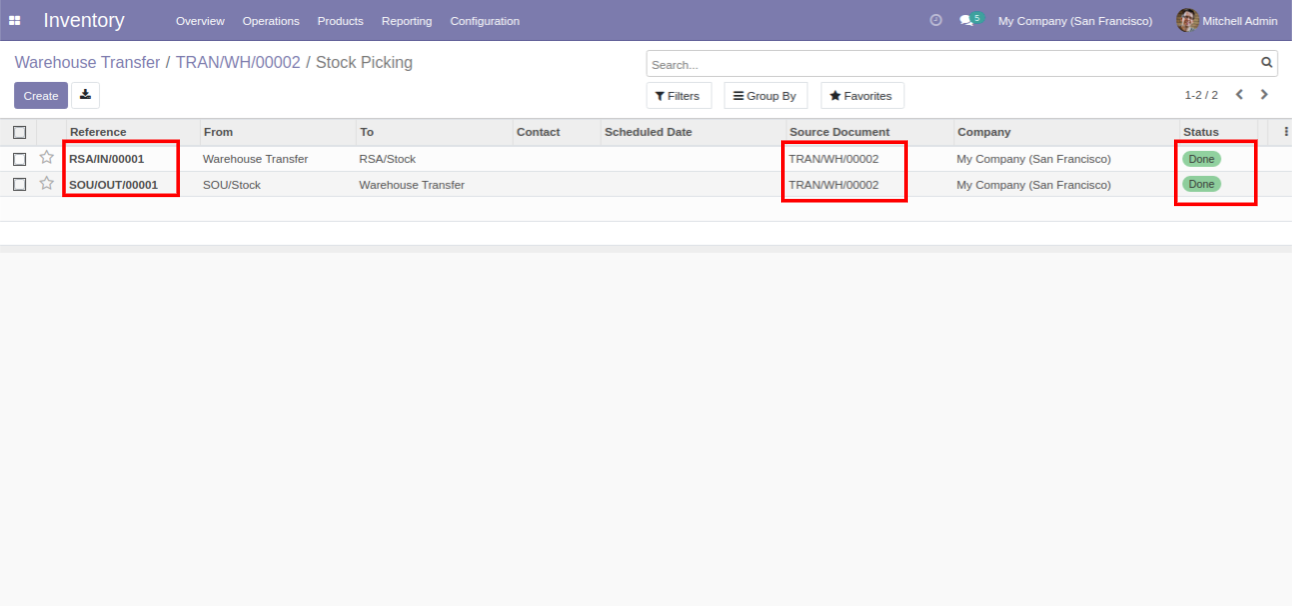 Inventory Overview Operations Products Reporting Configuration 5 My Company (San Francisco) Mitchell Admin
Warehouse Transfer / TRAN/WH/00002 / Stock Picking
Search...
Create
Filters Group By Favorites 1-2 / 2
Reference From To Contact Scheduled Date Source Document Company Status
RSA/IN/00001 Warehouse Transfer RSA/Stock TRAN/WH/00002 My Company (San Francisco) Done
SOU/OUT/00001 SOU/Stock Warehouse Transfer TRAN/WH/00002 My Company (San Francisco) Done